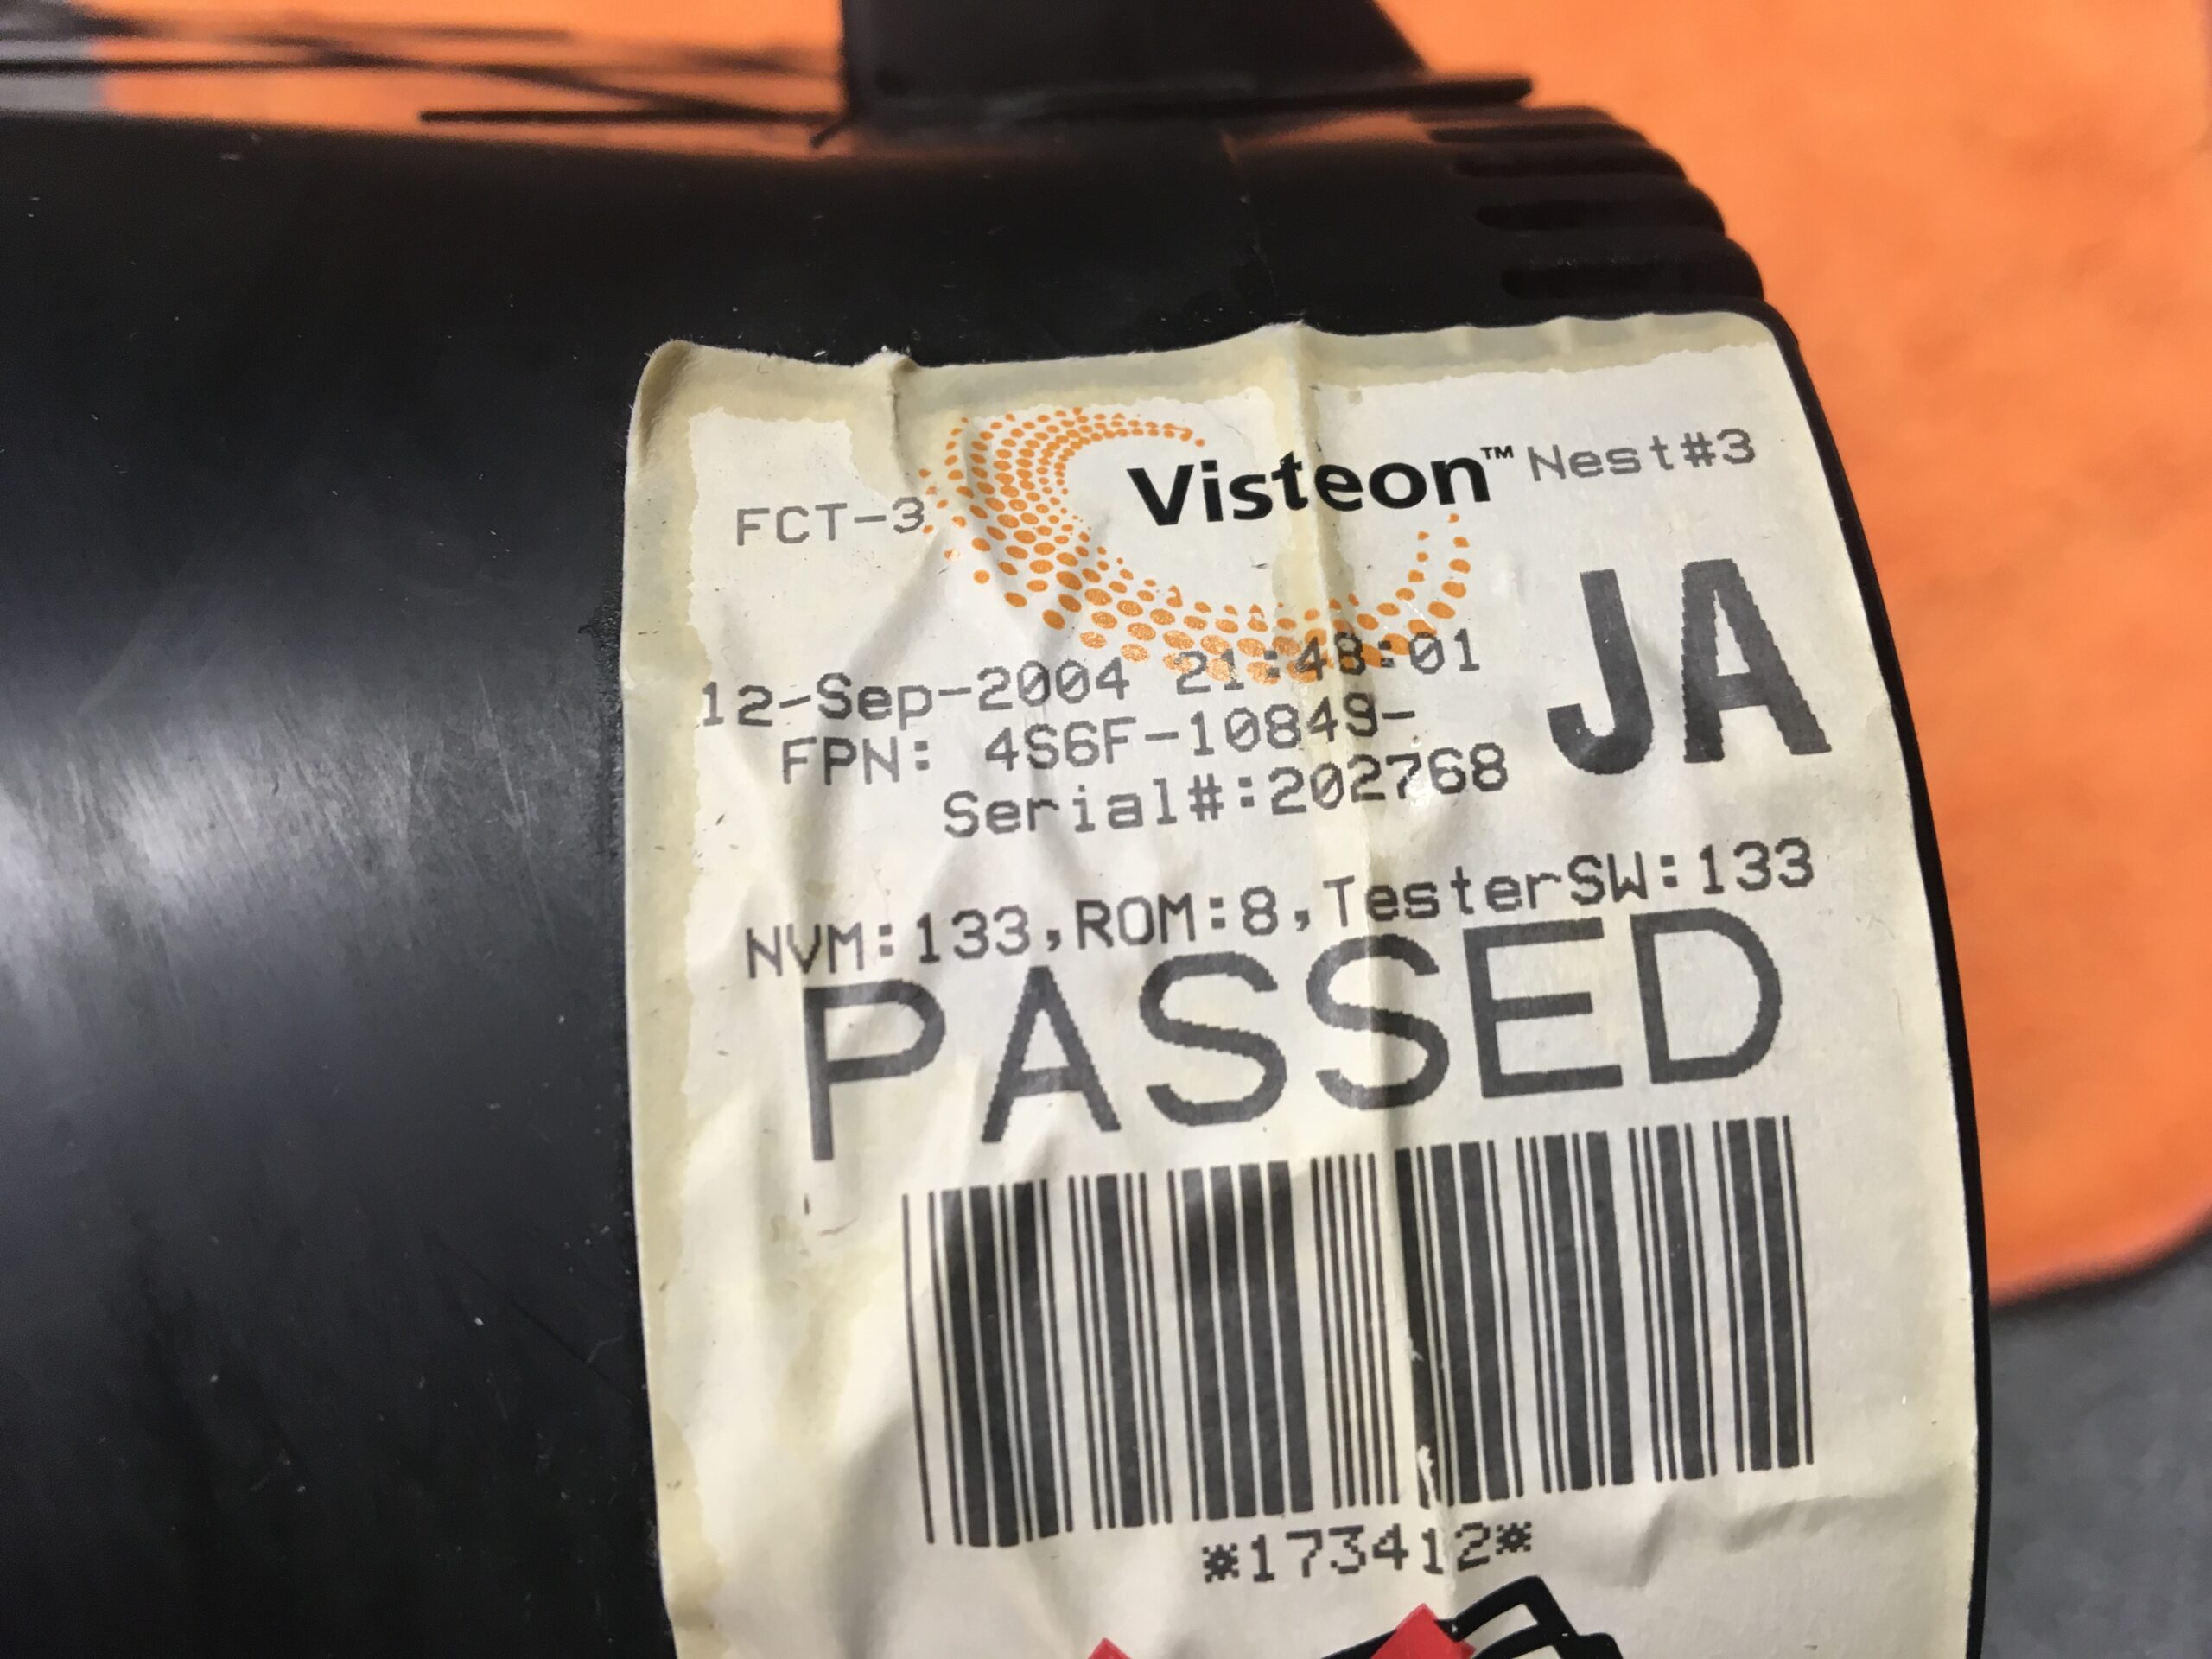 Visteon™ Nest#3
FCT-3
JA
12-Sep-2004 21:48:01
FPN: 4S6F-10849-
Serial#:202768
NVM:133,ROM:8,TesterSW:133
PASSED
*173412*